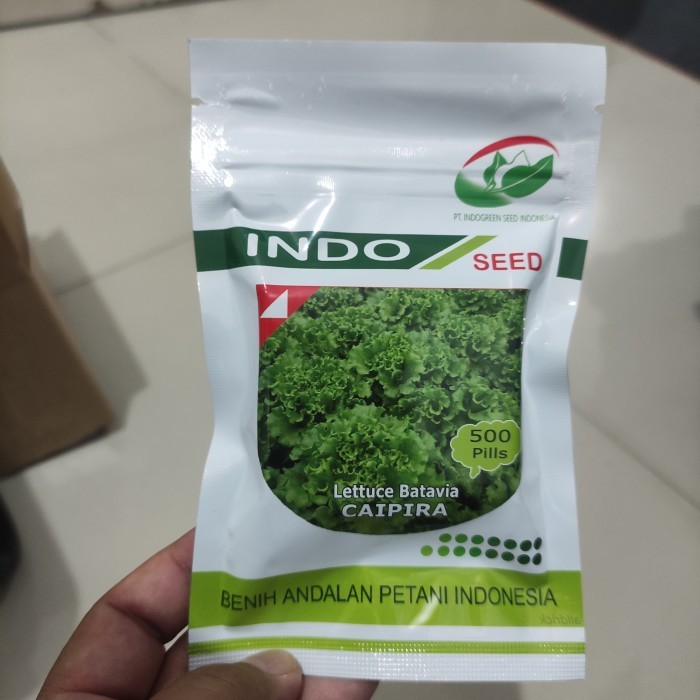 PT. INDOGREEN SEED INDONESIA
INDO
SEED
500
Pills
Lettuce Batavia
CAIPIRA
BENIH ANDALAN PETANI INDONESIA